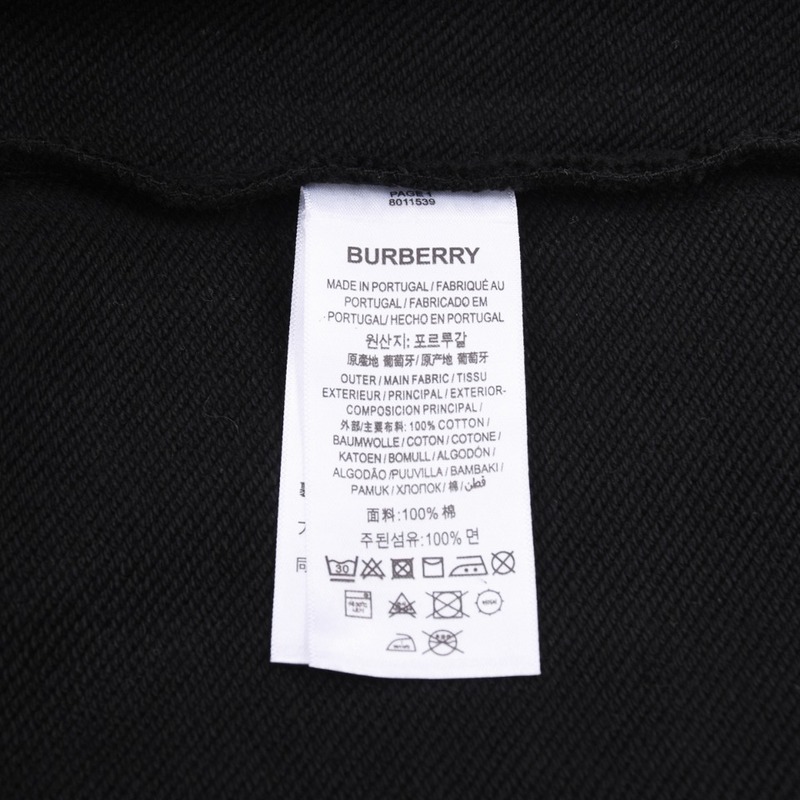 PAGE 1
8011539
BURBERRY
MADE IN PORTUGAL / FABRIQUÉ AU
PORTUGAL / FABRICADO EM
PORTUGAL/ HECHO EN PORTUGAL
원산지: 포르투갈
原產地 葡萄牙/ 原产地 葡萄牙
OUTER / MAIN FABRIC / TISSU
EXTERIEUR / PRINCIPAL / EXTERIOR-
COMPOSICION PRINCIPAL /
外部/主要布料: 100% COTTON /
BAUMWOLLE / COTON / COTONE /
KATOEN / BOMULL / ALGODÓN /
ALGODÃO /PUUVILLA / BAMBAKI /
PAMUK / ХЛОПОК / 棉/ قطن/
面料:100% 棉
주된섬유:100% 면
30
同